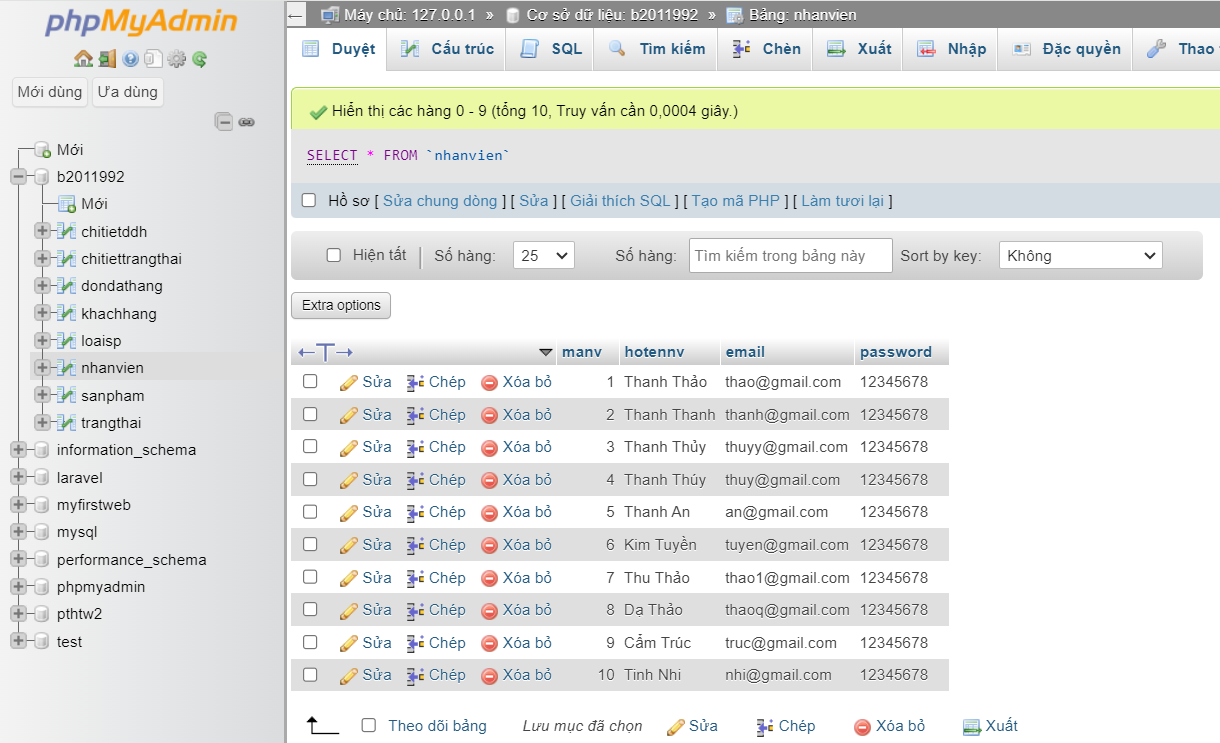 phpMyAdmin
Mới dùng Ưa dùng
Mới
b2011992
Mới
chitietddh
chitiettrangthai
dondathang
khachhang
loaisp
nhanvien
sanpham
trangthai
information_schema
laravel
myfirstweb
mysql
performance_schema
phpmyadmin
pthtw2
test
Máy chủ: 127.0.0.1 » Cơ sở dữ liệu: b2011992 » Bảng: nhanvien
Duyệt Cấu trúc SQL Tìm kiếm Chèn Xuất Nhập Đặc quyền Thao
Hiển thị các hàng 0 - 9 (tổng 10, Truy vấn cần 0,0004 giây.)
SELECT * FROM `nhanvien`
Hồ sơ [ Sửa chung dòng ] [ Sửa ] [ Giải thích SQL ] [ Tạo mã PHP ] [ Làm tươi lại ]
Hiện tất | Số hàng: 25 Số hàng: Tìm kiếm trong bảng này Sort by key: Không
Extra options
←T→ manv hotennv email password
Sửa Chép Xóa bỏ 1 Thanh Thảo thao@gmail.com 12345678
Sửa Chép Xóa bỏ 2 Thanh Thanh thanh@gmail.com 12345678
Sửa Chép Xóa bỏ 3 Thanh Thủy thuyy@gmail.com 12345678
Sửa Chép Xóa bỏ 4 Thanh Thúy thuy@gmail.com 12345678
Sửa Chép Xóa bỏ 5 Thanh An an@gmail.com 12345678
Sửa Chép Xóa bỏ 6 Kim Tuyền tuyen@gmail.com 12345678
Sửa Chép Xóa bỏ 7 Thu Thảo thao1@gmail.com 12345678
Sửa Chép Xóa bỏ 8 Dạ Thảo thaoq@gmail.com 12345678
Sửa Chép Xóa bỏ 9 Cẩm Trúc truc@gmail.com 12345678
Sửa Chép Xóa bỏ 10 Tinh Nhi nhi@gmail.com 12345678
Theo dõi bảng Lưu mục đã chọn Sửa Chép Xóa bỏ Xuất